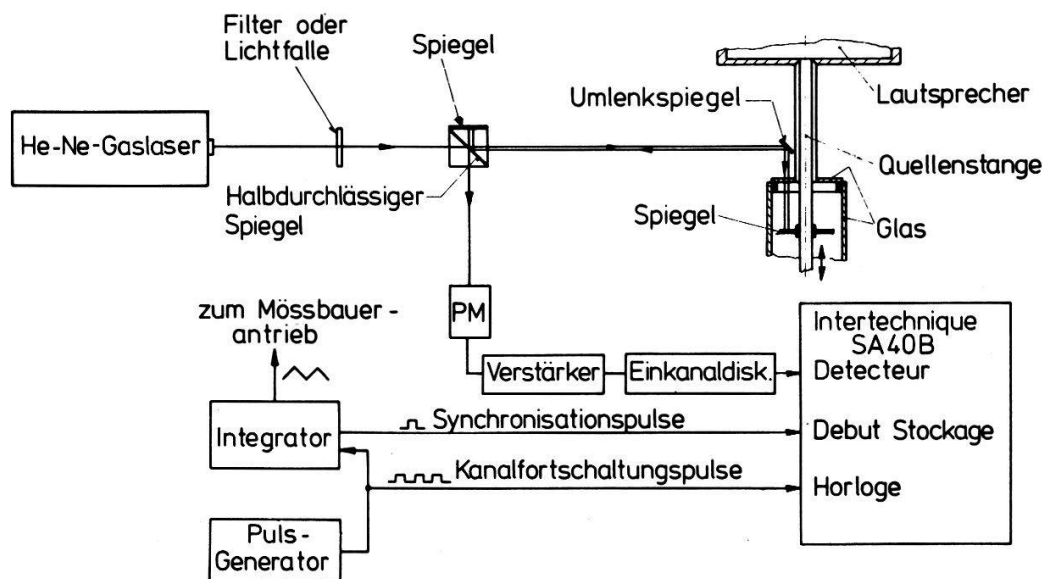 Filter oder
Lichtfalle
Spiegel
Umlenkspiegel
Lautsprecher
He-Ne-Gaslaser
Quellenstange
Halbdurchlässiger
Spiegel
Spiegel
Glas
zum Mössbauer-
antrieb
PM
Intertechnique
SA40B
Verstärker
Einkanaldisk.
Detecteur
Integrator
Synchronisationspulse
Debut Stockage
Kanalfortschaltungspulse
Horloge
Puls-
Generator